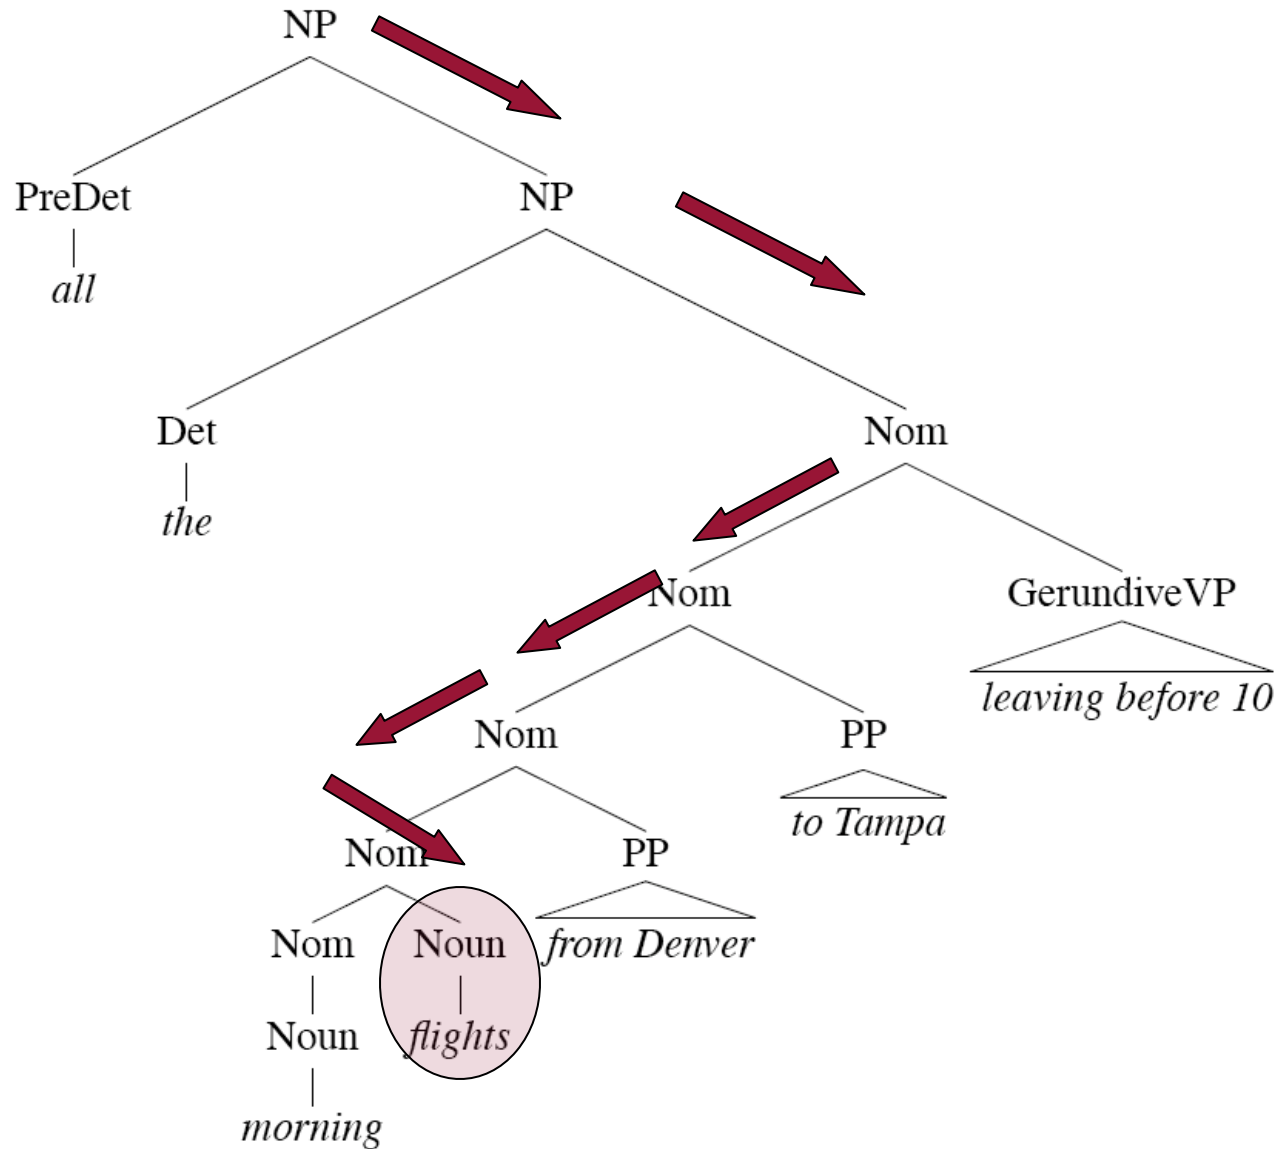 NP
PreDet NP
all
Det Nom
the
Nom GerundiveVP
leaving before 10
Nom PP
to Tampa
Nom PP
Nom Noun from Denver
Noun flights
morning